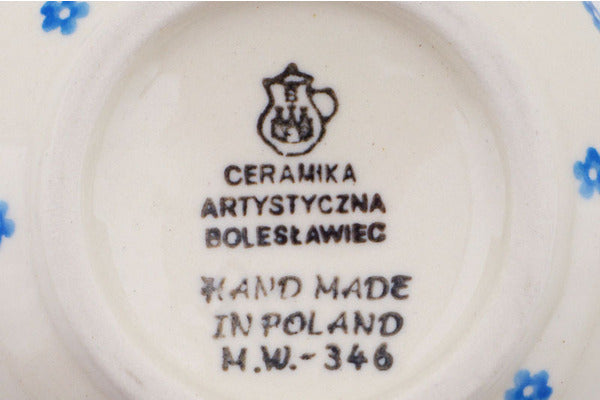 B
CERAMIKA
ARTYSTYCZNA
BOLESŁAWIEC
HAND MADE
IN POLAND
M.W.-346